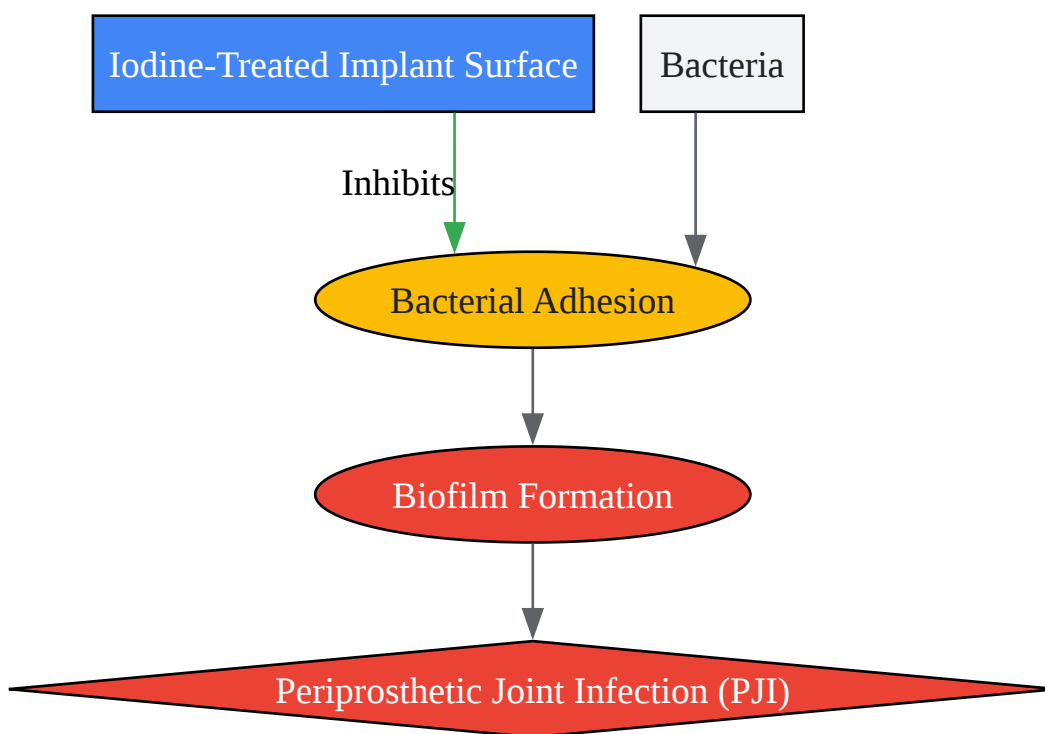 Iodine-Treated Implant Surface
Bacteria
Inhibits
Bacterial Adhesion
Biofilm Formation
Periprosthetic Joint Infection (PJI)